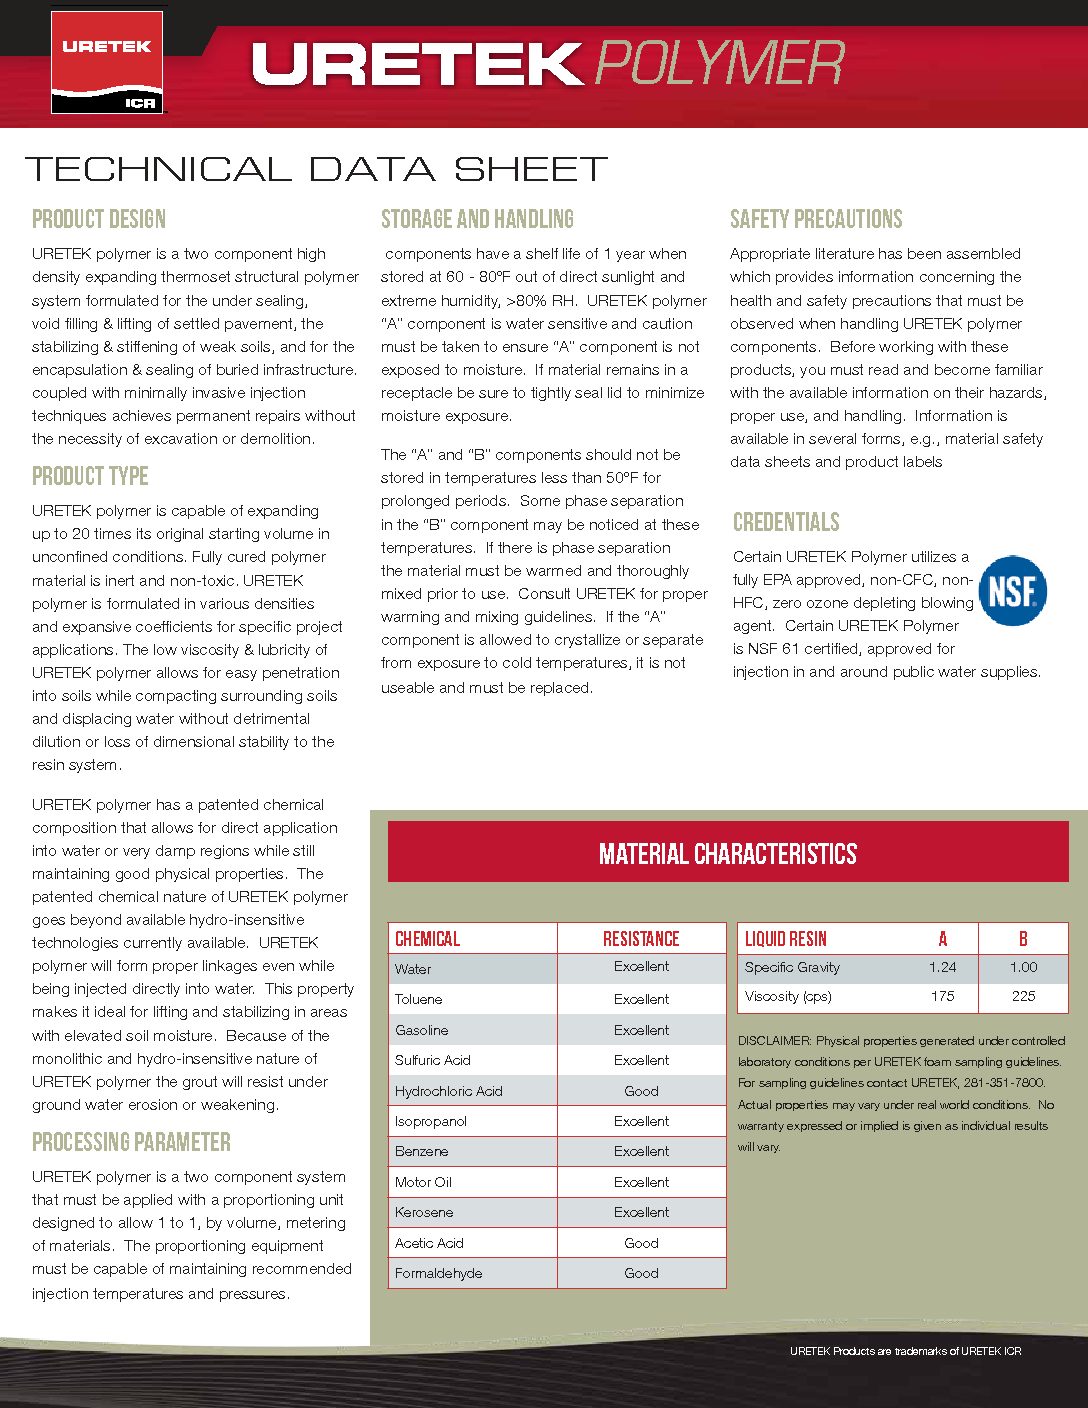 URETEK
ICR
URETEK POLYMER
TECHNICAL DATA SHEET
PRODUCT DESIGN
URETEK polymer is a two component high
density expanding thermoset structural polymer
system formulated for the under sealing,
void filling & lifting of settled pavement, the
stabilizing & stiffening of weak soils, and for the
encapsulation & sealing of buried infrastructure.
coupled with minimally invasive injection
techniques achieves permanent repairs without
the necessity of excavation or demolition.
PRODUCT TYPE
URETEK polymer is capable of expanding
up to 20 times its original starting volume in
unconfined conditions. Fully cured polymer
material is inert and non-toxic. URETEK
polymer is formulated in various densities
and expansive coefficients for specific project
applications. The low viscosity & lubricity of
URETEK polymer allows for easy penetration
into soils while compacting surrounding soils
and displacing water without detrimental
dilution or loss of dimensional stability to the
resin system.
URETEK polymer has a patented chemical
composition that allows for direct application
into water or very damp regions while still
maintaining good physical properties.  The
patented chemical nature of URETEK polymer
goes beyond available hydro-insensitive
technologies currently available.  URETEK
polymer will form proper linkages even while
being injected directly into water.  This property
makes it ideal for lifting and stabilizing in areas
with elevated soil moisture.  Because of the
monolithic and hydro-insensitive nature of
URETEK polymer the grout will resist under
ground water erosion or weakening.
PROCESSING PARAMETER
URETEK polymer is a two component system
that must be applied with a proportioning unit
designed to allow 1 to 1, by volume, metering
of materials.  The proportioning equipment
must be capable of maintaining recommended
injection temperatures and pressures.
STORAGE AND HANDLING
components have a shelf life of 1 year when
stored at 60 - 80ºF out of direct sunlight and
extreme humidity, >80% RH.  URETEK polymer
“A” component is water sensitive and caution
must be taken to ensure “A” component is not
exposed to moisture.  If material remains in a
receptacle be sure to tightly seal lid to minimize
moisture exposure.
The “A” and “B” components should not be
stored in temperatures less than 50ºF for
prolonged periods.  Some phase separation
in the “B” component may be noticed at these
temperatures.  If there is phase separation
the material must be warmed and thoroughly
mixed prior to use.  Consult URETEK for proper
warming and mixing guidelines.  If the “A”
component is allowed to crystallize or separate
from exposure to cold temperatures, it is not
useable and must be replaced.
SAFETY PRECAUTIONS
Appropriate literature has been assembled
which provides information concerning the
health and safety precautions that must be
observed when handling URETEK polymer
components.  Before working with these
products, you must read and become familiar
with the available information on their hazards,
proper use, and handling.  Information is
available in several forms, e.g., material safety
data sheets and product labels
CREDENTIALS
Certain URETEK Polymer utilizes a
fully EPA approved, non-CFC, non-
HFC, zero ozone depleting blowing
agent.  Certain URETEK Polymer
is NSF 61 certified, approved for
injection in and around public water supplies.
NSF®
MATERIAL CHARACTERISTICS
CHEMICAL RESISTANCE
Water Excellent
Toluene Excellent
Gasoline Excellent
Sulfuric Acid Excellent
Hydrochloric Acid Good
Isopropanol Excellent
Benzene Excellent
Motor Oil Excellent
Kerosene Excellent
Acetic Acid Good
Formaldehyde Good
LIQUID RESIN A B
Specific Gravity 1.24 1.00
Viscosity (cps) 175 225
DISCLAIMER: Physical properties generated under controlled
laboratory conditions per URETEK foam sampling guidelines.
For sampling guidelines contact URETEK, 281-351-7800.
Actual properties may vary under real world conditions.  No
warranty expressed or implied is given as individual results
will vary.
URETEK Products are trademarks of URETEK ICR